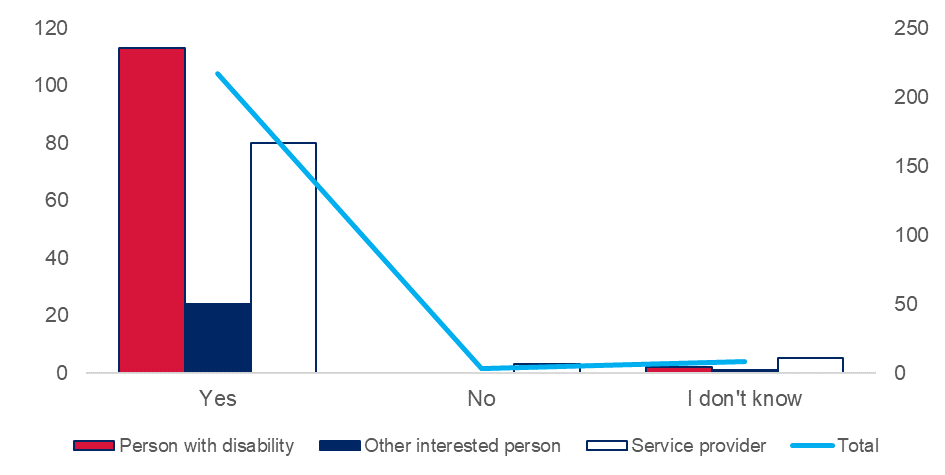 120
100
80
60
40
20
0
250
200
150
100
50
0
Yes
No
I don't know
Person with disability
Other interested person
Service provider
Total